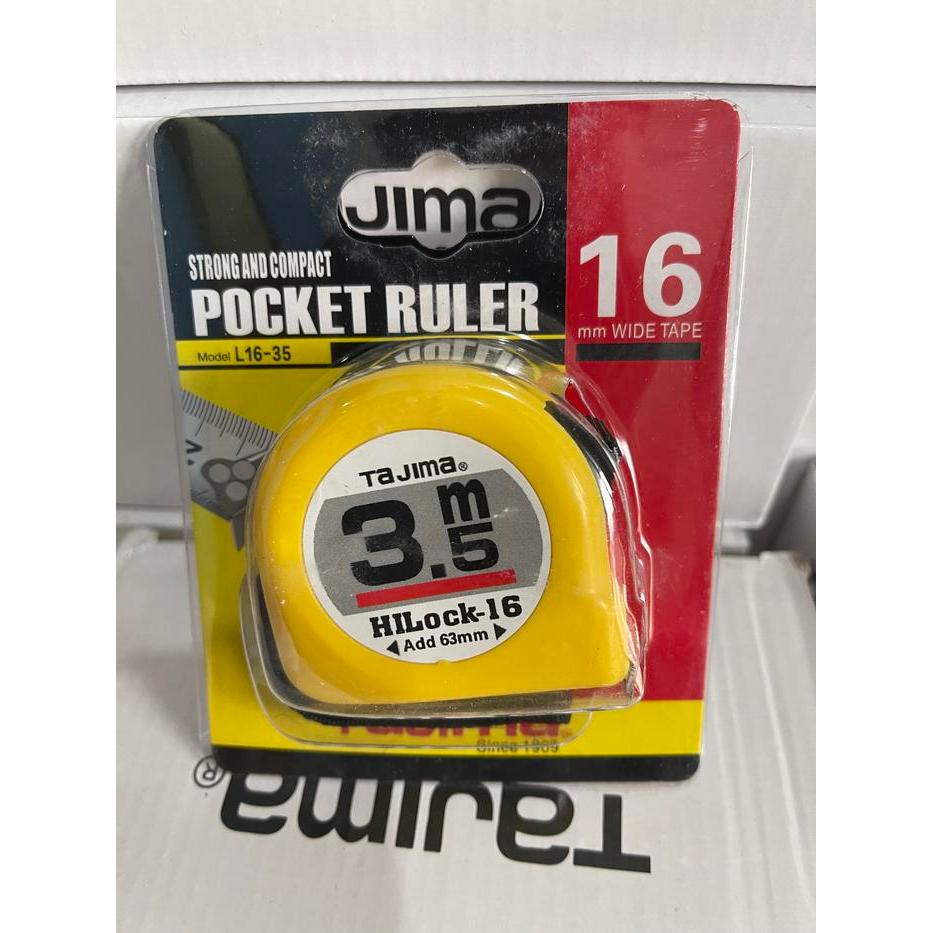 JIMA
STRONG AND COMPACT
POCKET RULER
Model L16-35
16
mm WIDE TAPE
TaJIma®
3.5m
HILock-16
◀Add 63mm▶
Since 1909
TaJIma®